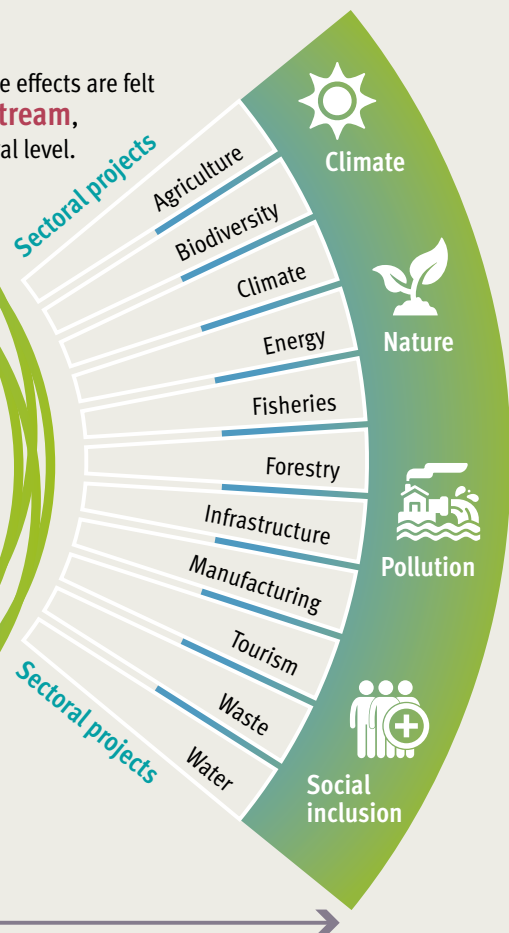 e effects are felt
tream,
al level.
Sectoral projects
Agriculture
Biodiversity
Climate
Energy
Fisheries
Forestry
Infrastructure
Manufacturing
Tourism
Waste
Water
Sectoral projects
Climate
Nature
Pollution
Social
inclusion